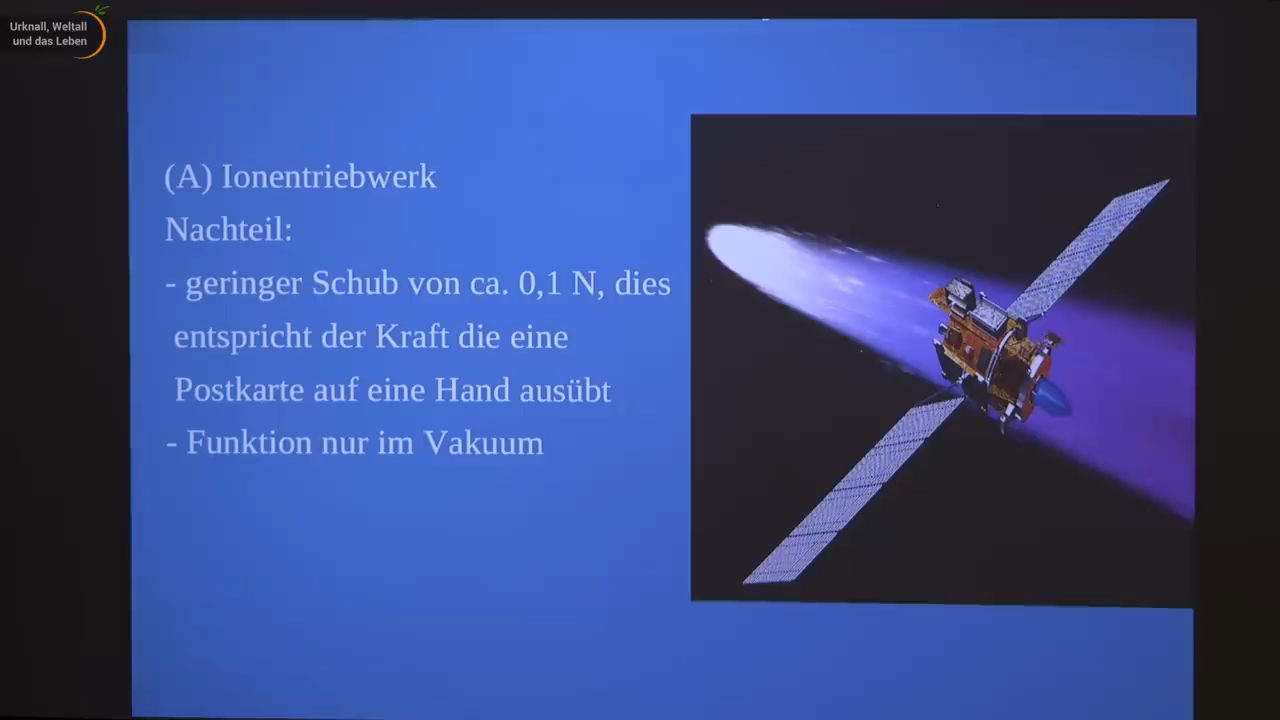 Urknall, Weltall
und das Leben
(A) Ionentriebwerk
Nachteil:
- geringer Schub von ca. 0,1 N, dies
entspricht der Kraft die eine
Postkarte auf eine Hand ausübt
- Funktion nur im Vakuum